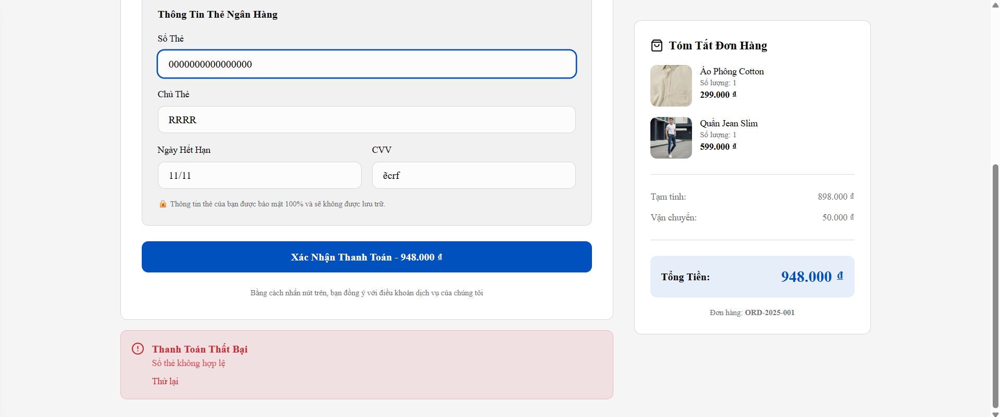 Thông Tin Thẻ Ngân Hàng
Số Thẻ
0000000000000000
Chủ Thẻ
RRRR
Ngày Hết Hạn
CVV
11/11
ẽcrf
🔒 Thông tin thẻ của bạn được bảo mật 100% và sẽ không được lưu trữ.
Xác Nhận Thanh Toán - 948.000 ₫
Bằng cách nhấn nút trên, bạn đồng ý với điều khoản dịch vụ của chúng tôi
Thanh Toán Thất Bại
Số thẻ không hợp lệ
Thử lại
Tóm Tắt Đơn Hàng
Áo Phông Cotton
Số lượng: 1
299.000 ₫
Quần Jean Slim
Số lượng: 1
599.000 ₫
Tạm tính: 898.000 ₫
Vận chuyển: 50.000 ₫
Tổng Tiền: 948.000 ₫
Đơn hàng: ORD-2025-001